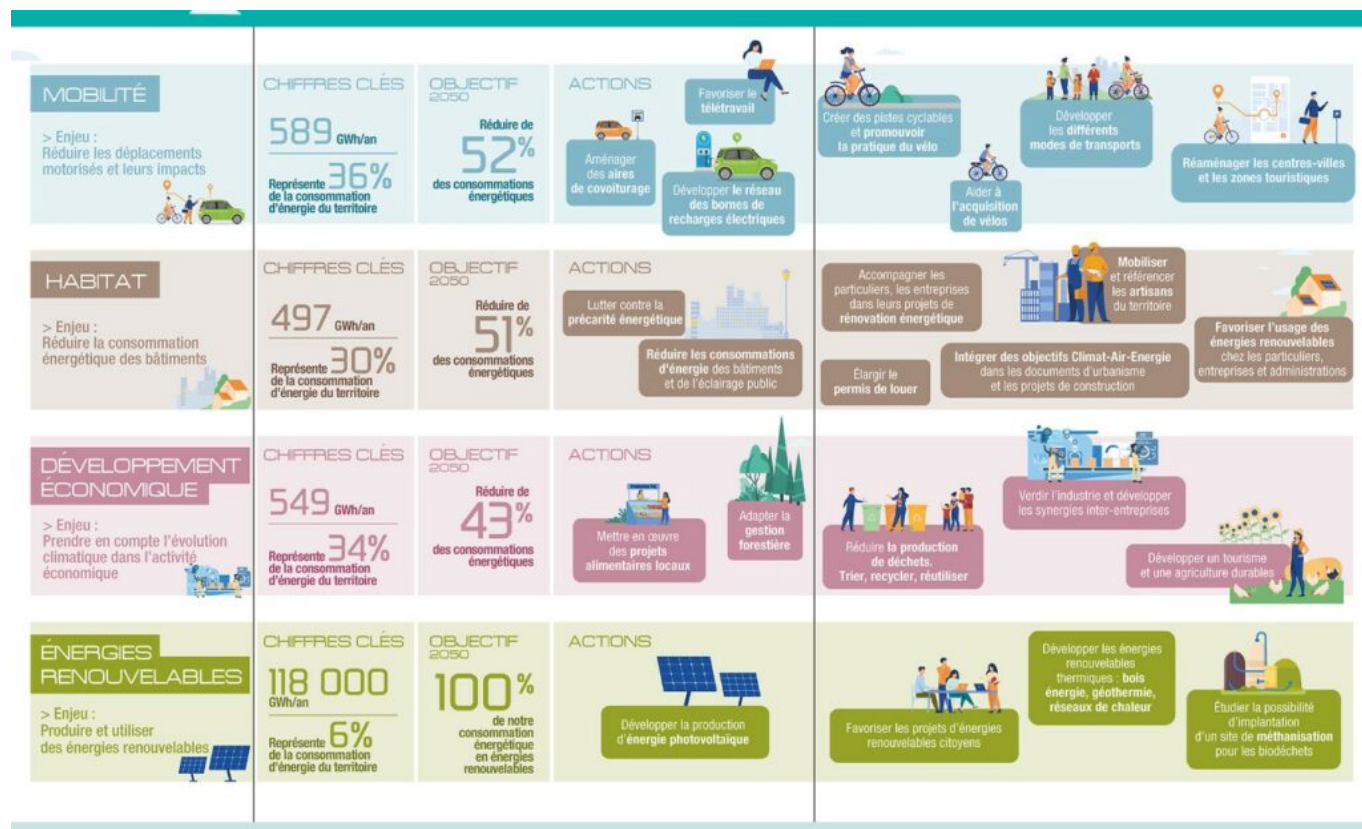 MOBILITÉ
> Enjeu :
Réduire les déplacements
motorisés et leurs impacts
CHIFFRES CLÉS
589 GWh/an
Représente 36%
de la consommation
d'énergie du territoire
OBJECTIF
2050
Réduire de
52%
des consommations
énergétiques
ACTIONS
Favoriser le
télétravail
Aménager
des aires
de covoiturage
Développer le réseau
des bornes de
recharges électriques
Créer des pistes cyclables
et promouvoir
la pratique du vélo
Aider à
l'acquisition
de vélos
Développer
les différents
modes de transports
Réaménager les centres-villes
et les zones touristiques
HABITAT
> Enjeu :
Réduire la consommation
énergétique des bâtiments
CHIFFRES CLÉS
497 GWh/an
Représente 30%
de la consommation
d'énergie du territoire
OBJECTIF
2050
Réduire de
51%
des consommations
énergétiques
ACTIONS
Lutter contre la
précarité énergétique
Réduire les consommations
d'énergie des bâtiments
et de l'éclairage public
Accompagner les
particuliers, les entreprises
dans leurs projets de
rénovation énergétique
Élargir le
permis de louer
Mobiliser
et référencer
les artisans
du territoire
Intégrer des objectifs Climat-Air-Energie
dans les documents d'urbanisme
et les projets de construction
Favoriser l'usage des
énergies renouvelables
chez les particuliers,
entreprises et administrations
DÉVELOPPEMENT
ÉCONOMIQUE
> Enjeu :
Prendre en compte l'évolution
climatique dans l'activité
économique
CHIFFRES CLÉS
549 GWh/an
Représente 34%
de la consommation
d'énergie du territoire
OBJECTIF
2050
Réduire de
43%
des consommations
énergétiques
ACTIONS
Mettre en œuvre
des projets
alimentaires locaux
Adapter la
gestion
forestière
Réduire la production
de déchets.
Trier, recycler, réutiliser
Verdir l'industrie et développer
les synergies inter-entreprises
Développer un tourisme
et une agriculture durables
ÉNERGIES
RENOUVELABLES
> Enjeu :
Produire et utiliser
des énergies renouvelables
CHIFFRES CLÉS
118 000
GWh/an
Représente 6%
de la consommation
d'énergie du territoire
OBJECTIF
2050
100%
de notre
consommation
énergétique
en énergies
renouvelables
ACTIONS
Développer la production
d'énergie photovoltaïque
Favoriser les projets d'énergies
renouvelables citoyens
Développer les énergies
renouvelables
thermiques : bois
énergie, géothermie,
réseaux de chaleur
Étudier la possibilité
d'implantation
d'un site de méthanisation
pour les biodéchets